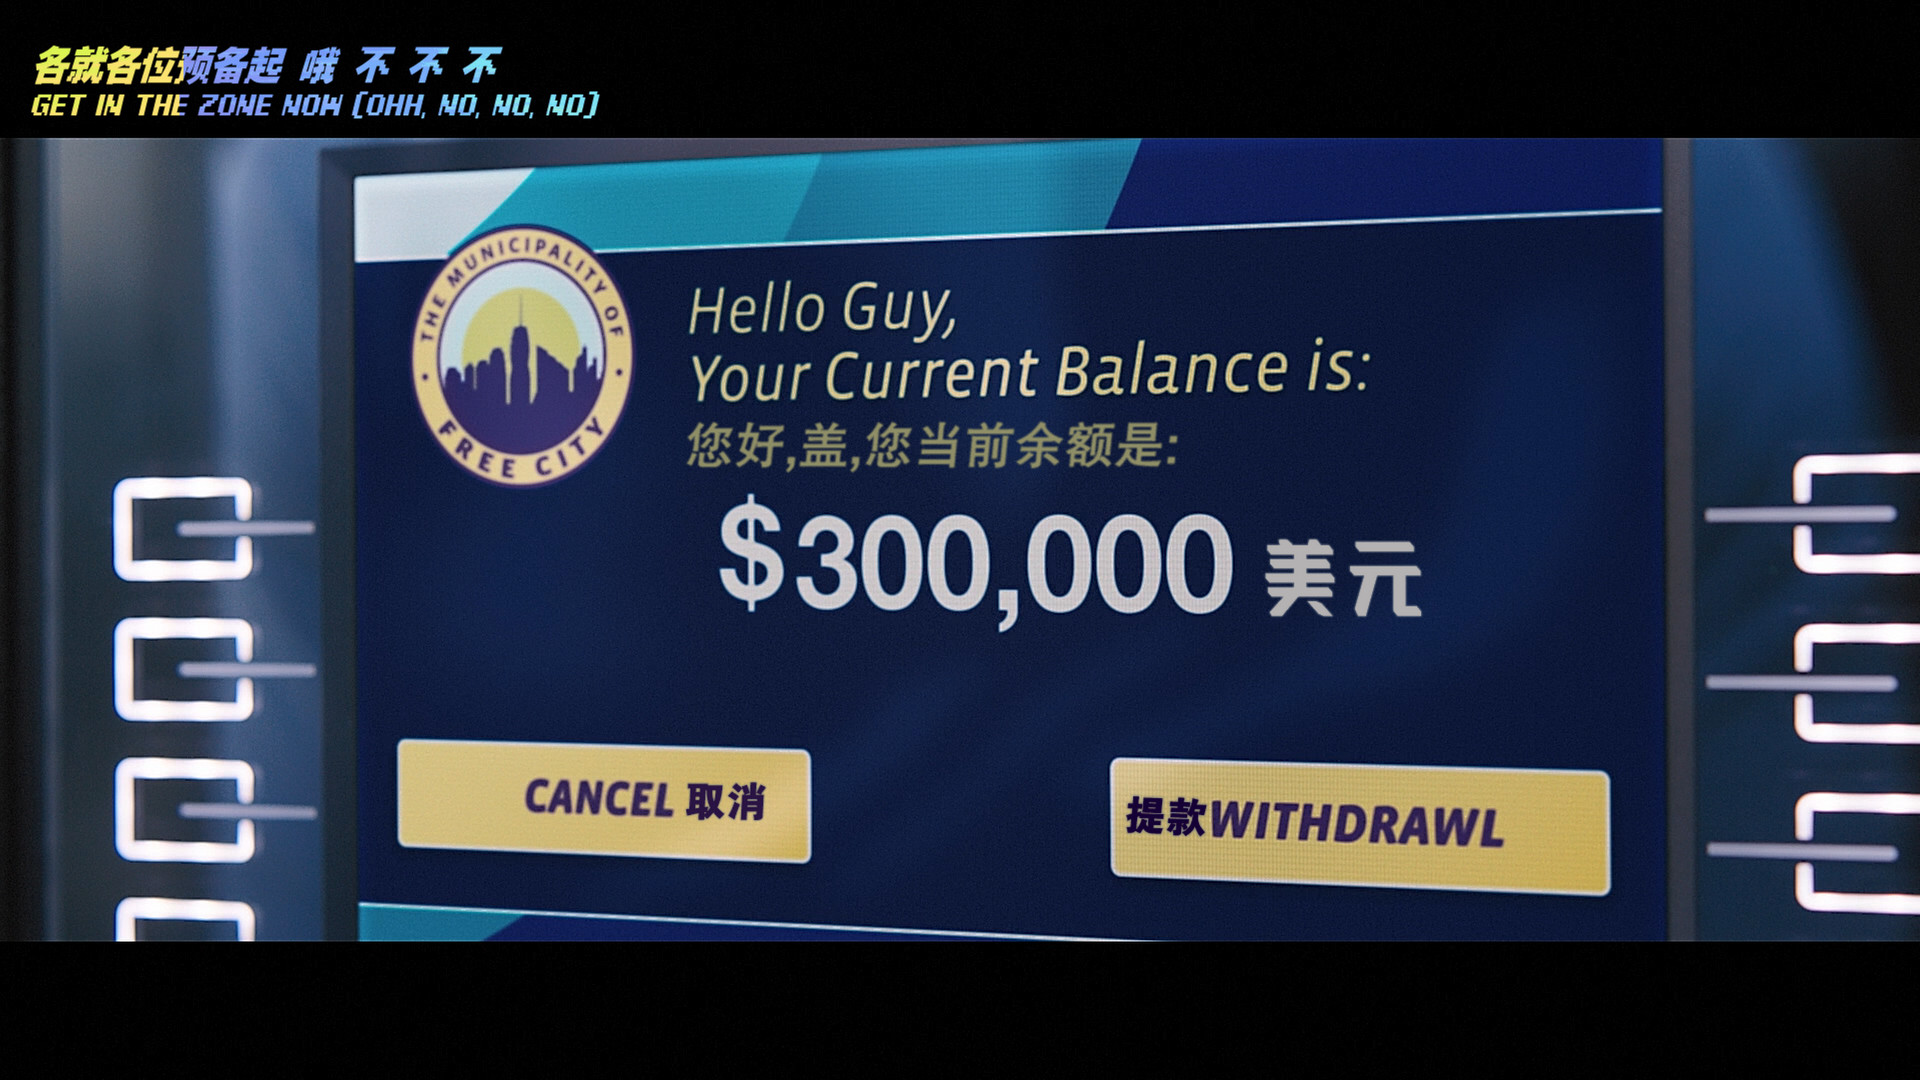 各就各位预备起 哦 不 不 不
GET IN THE ZONE NOW (OHH, NO, NO, NO)
THE MUNICIPALITY OF
FREE CITY
Hello Guy,
Your Current Balance is:
您好,盖,您当前余额是:
$300,000 美元
CANCEL 取消
提款WITHDRAWL